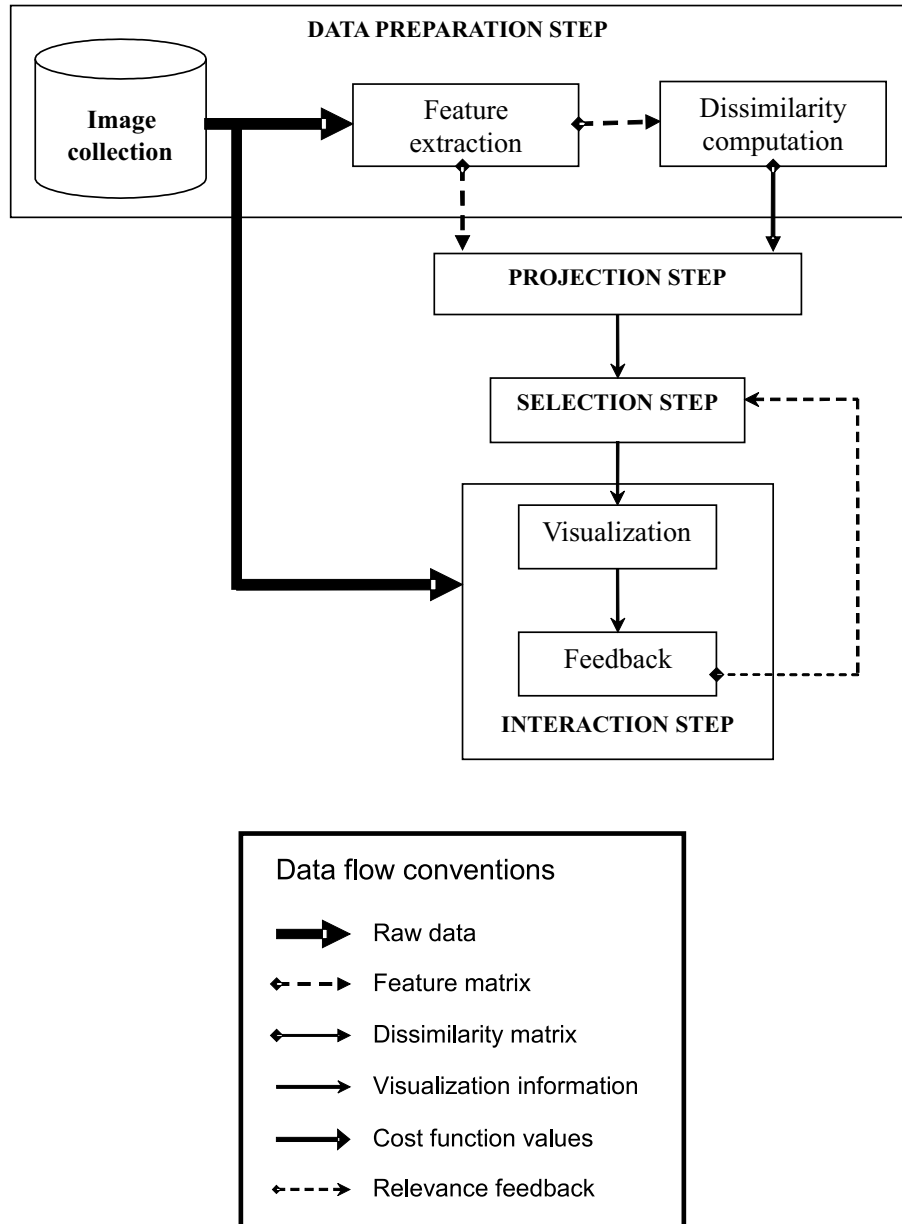 DATA PREPARATION STEP
Image
collection
Feature
extraction
Dissimilarity
computation
PROJECTION STEP
SELECTION STEP
Visualization
Feedback
INTERACTION STEP
Data flow conventions
Raw data
Feature matrix
Dissimilarity matrix
Visualization information
Cost function values
Relevance feedback